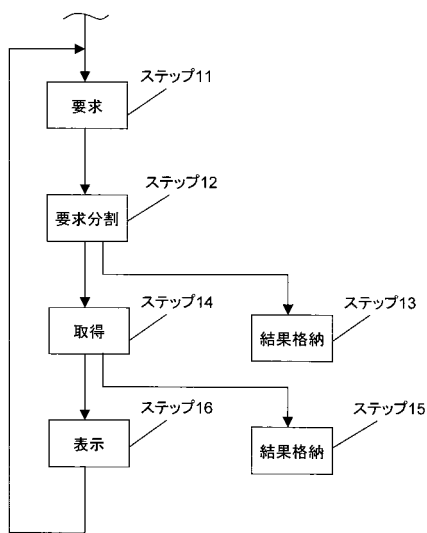 ステップ11
要求
ステップ12
要求分割
ステップ14
取得
ステップ13
結果格納
ステップ16
表示
ステップ15
結果格納